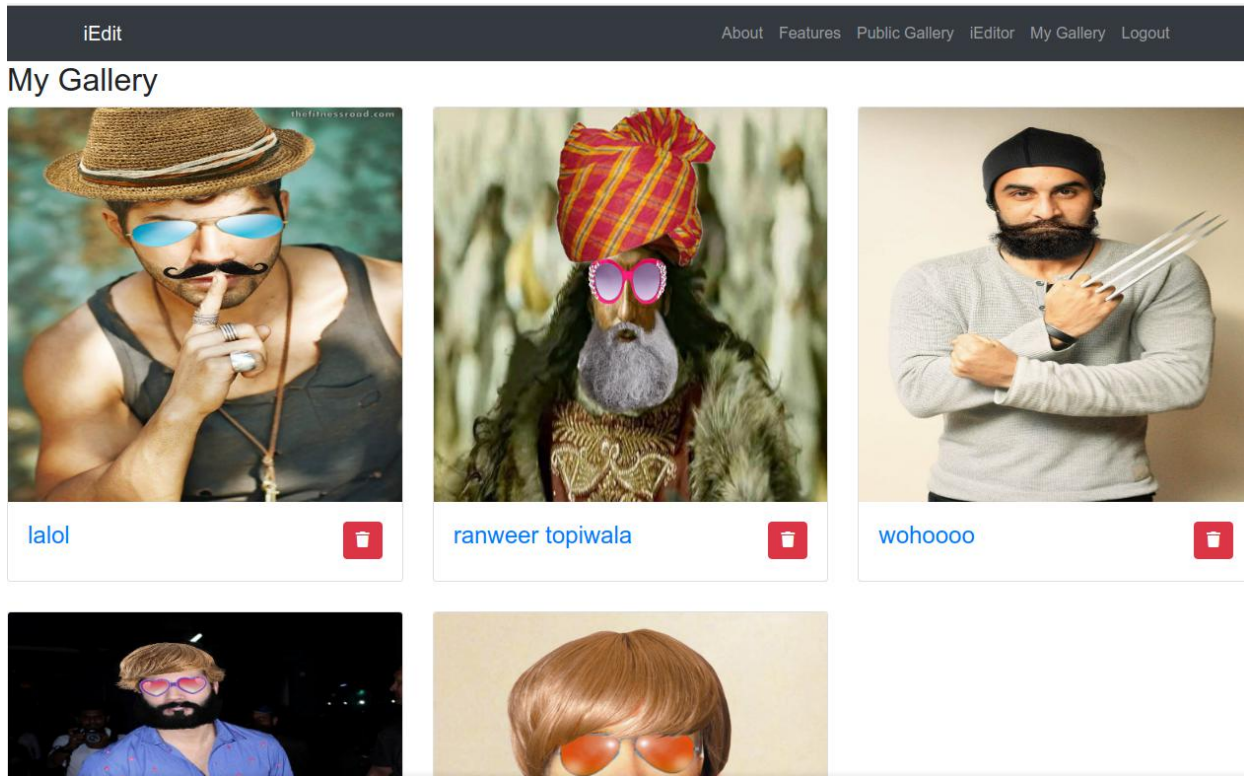 iEdit
About Features Public Gallery iEditor My Gallery Logout
My Gallery
thefitnessroad.com
lalol
ranweer topiwala
wohoooo